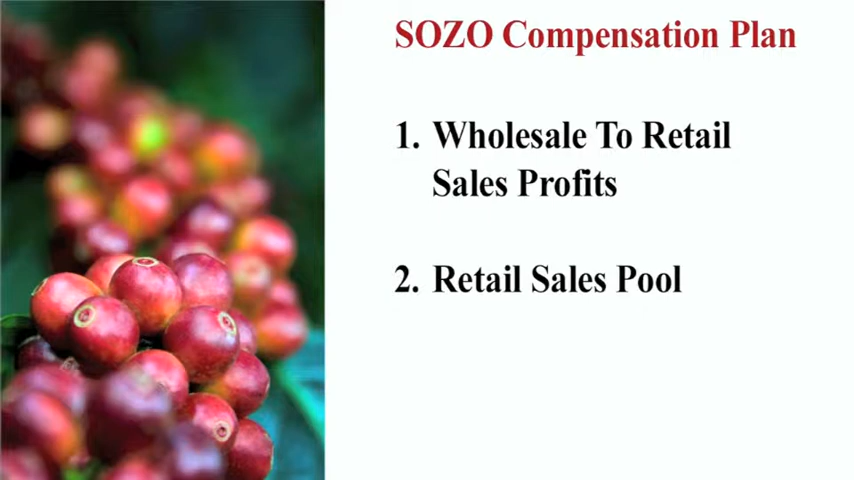 SOZO Compensation Plan
1. Wholesale To Retail
Sales Profits
2. Retail Sales Pool